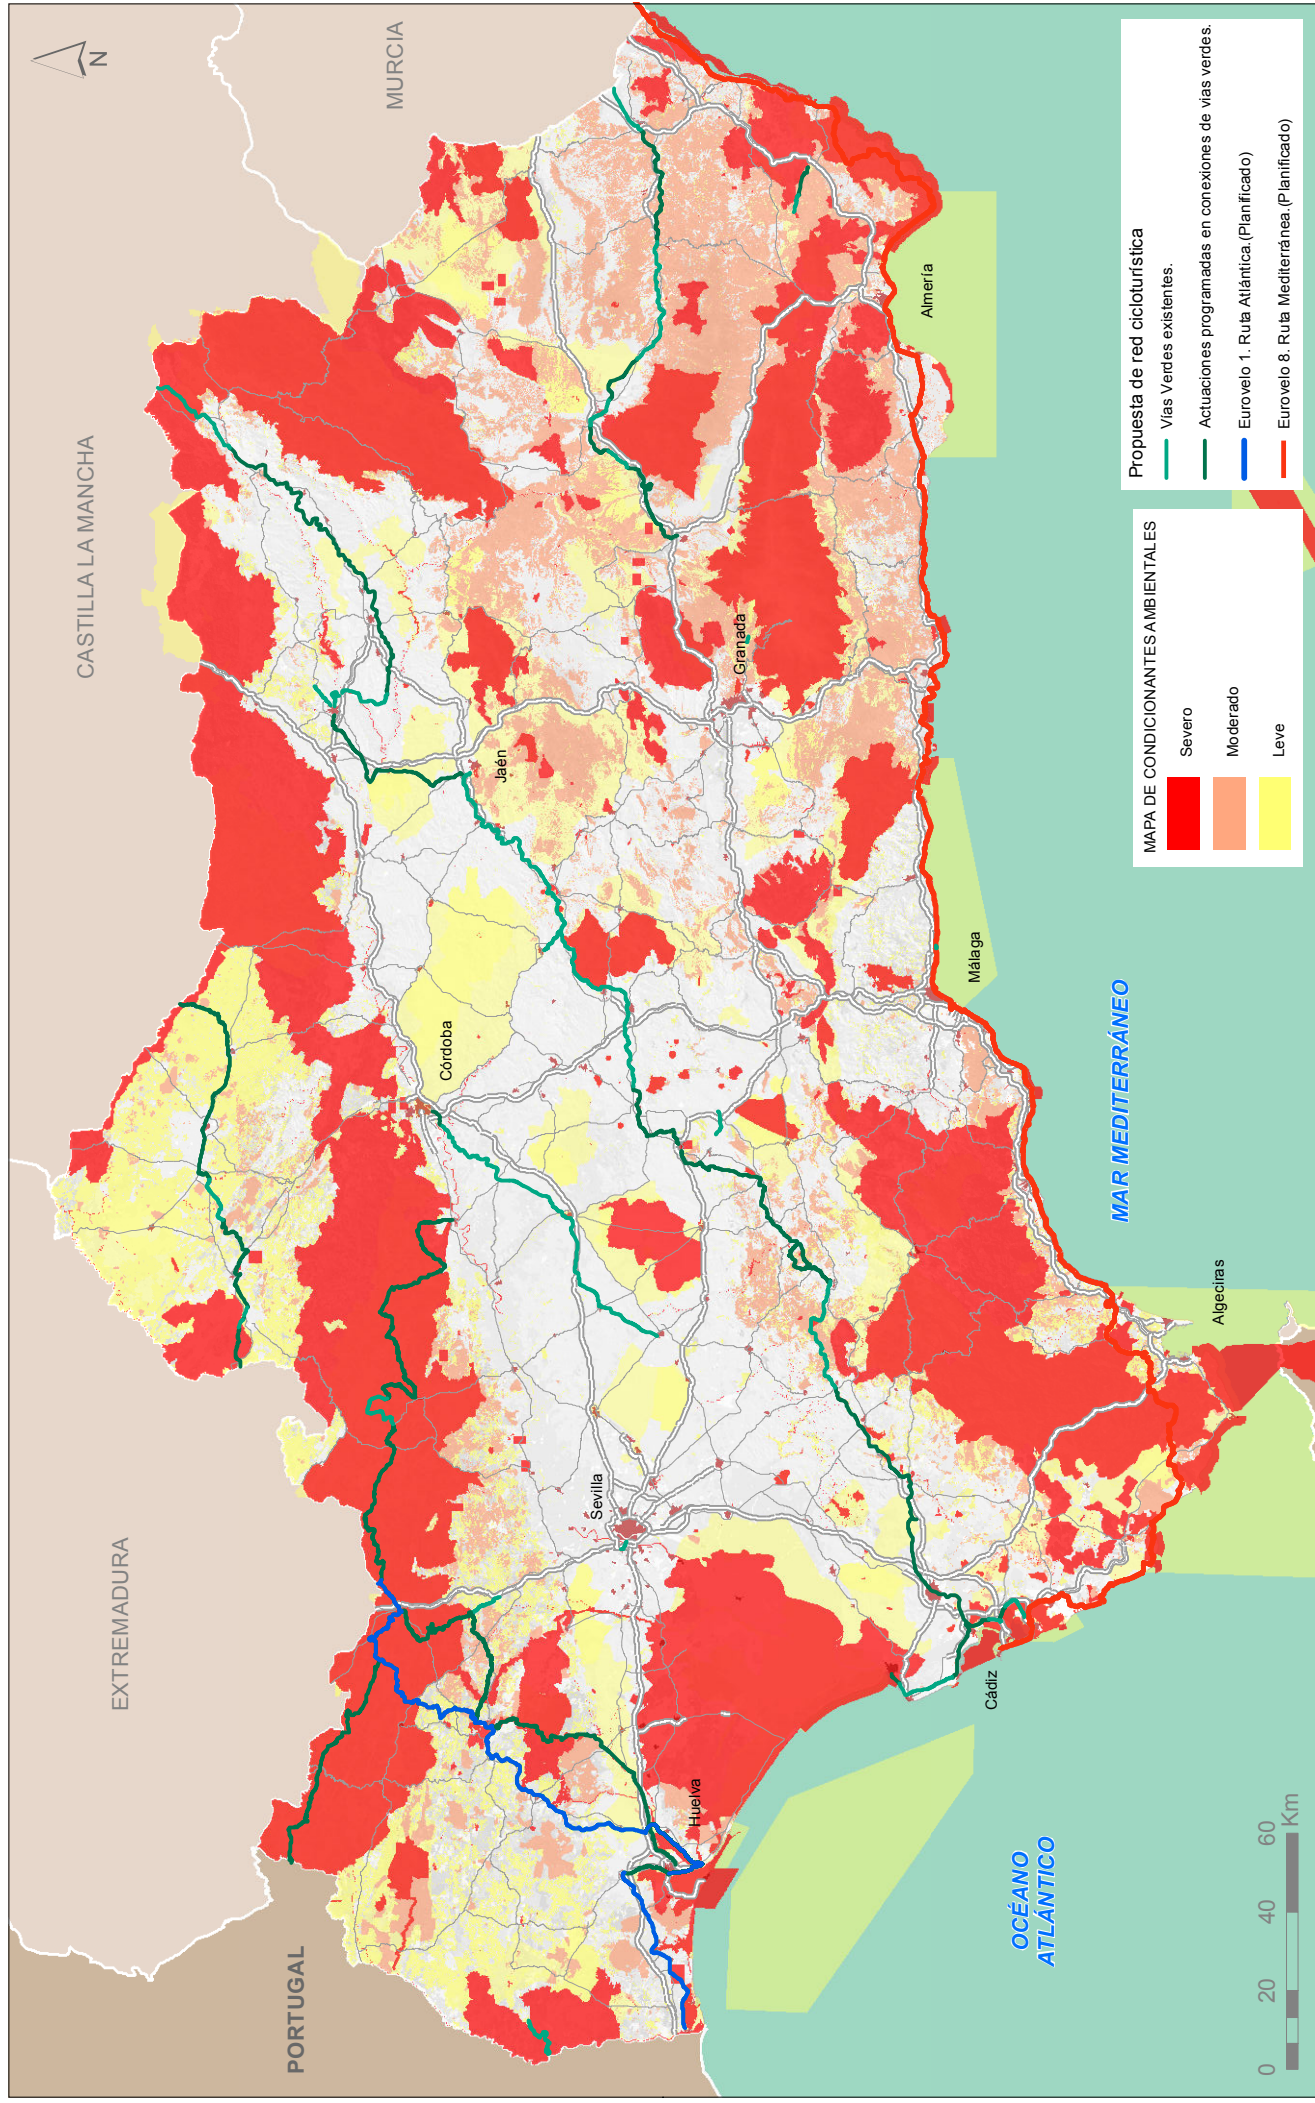 N
CASTILLA LA MANCHA
MURCIA
EXTREMADURA
PORTUGAL
Córdoba
Jaén
Sevilla
Granada
Huelva
Almería
Málaga
Cádiz
Algeciras
MAR MEDITERRÁNEO
OCÉANO
ATLÁNTICO
0 20 40 60
Km
MAPA DE CONDICIONANTES AMBIENTALES
Severo
Moderado
Leve
Propuesta de red cicloturística
Vías Verdes existentes.
Actuaciones programadas en conexiones de vías verdes.
Eurovelo 1. Ruta Atlántica.(Planificado)
Eurovelo 8. Ruta Mediterránea.(Planificado)